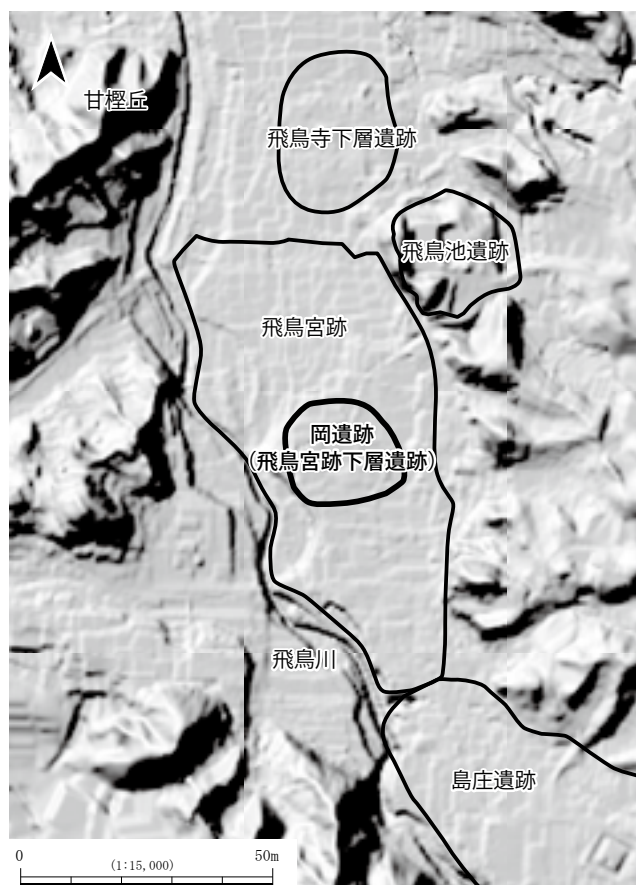 甘樫丘
飛鳥寺下層遺跡
飛鳥池遺跡
飛鳥宮跡
岡遺跡
（飛鳥宮跡下層遺跡）
飛鳥川
島庄遺跡
0
(1:15,000)
50m